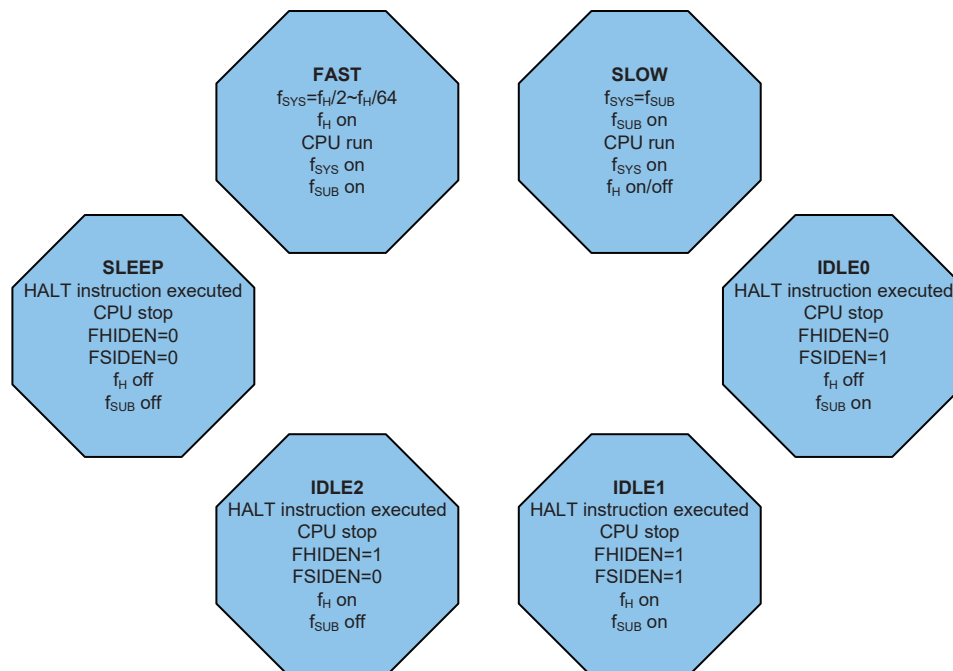 FAST
fSYS=fH/2~fH/64
fH on
CPU run
fSYS on
fSUB on
SLOW
fSYS=fSUB
fSUB on
CPU run
fSYS on
fH on/off
SLEEP
HALT instruction executed
CPU stop
FHIDEN=0
FSIDEN=0
fH off
fSUB off
IDLE0
HALT instruction executed
CPU stop
FHIDEN=0
FSIDEN=1
fH off
fSUB on
IDLE2
HALT instruction executed
CPU stop
FHIDEN=1
FSIDEN=0
fH on
fSUB off
IDLE1
HALT instruction executed
CPU stop
FHIDEN=1
FSIDEN=1
fH on
fSUB on